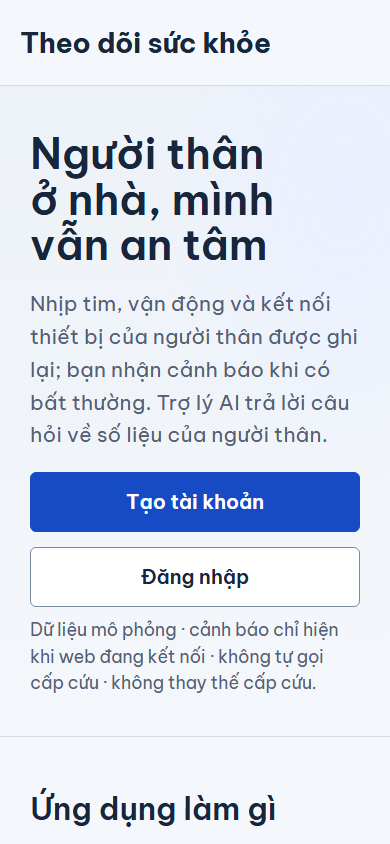 Theo dõi sức khỏe
Người thân
ở nhà, mình
vẫn an tâm
Nhịp tim, vận động và kết nối
thiết bị của người thân được ghi
lại; bạn nhận cảnh báo khi có
bất thường. Trợ lý AI trả lời câu
hỏi về số liệu của người thân.
Tạo tài khoản
Đăng nhập
Dữ liệu mô phỏng · cảnh báo chỉ hiện
khi web đang kết nối · không tự gọi
cấp cứu · không thay thế cấp cứu.
Ứng dụng làm gì